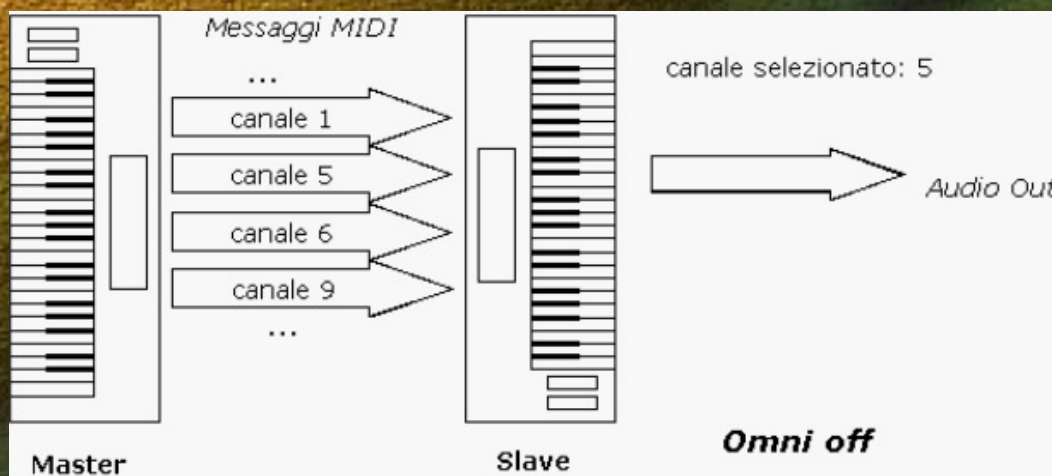 Messaggi MIDI
...
canale 1
canale 5
canale 6
canale 9
...
canale selezionato: 5
Audio Out
Omni off
Master
Slave